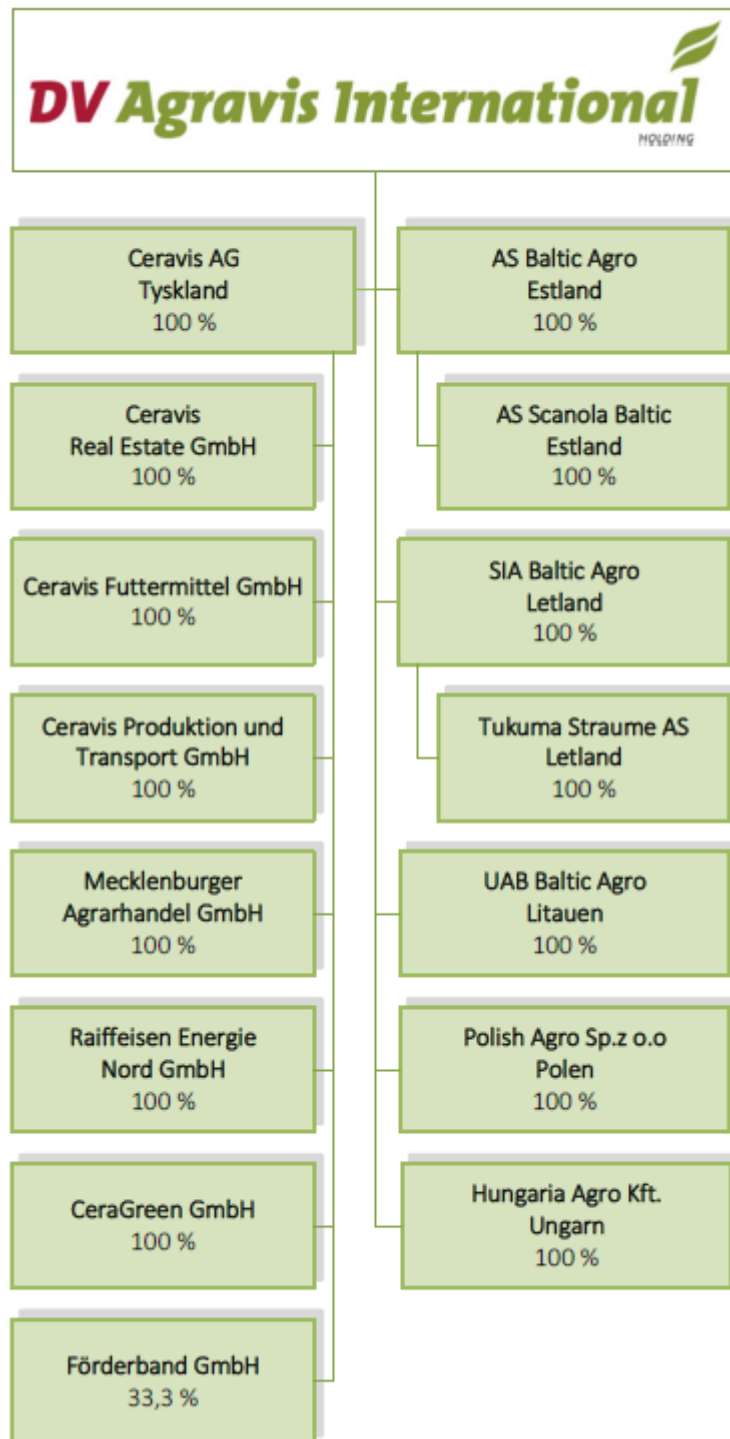 DV Agravis International
HOLDING
Ceravis AG
Tyskland
100 %
Ceravis
Real Estate GmbH
100 %
Ceravis Futtermittel GmbH
100 %
Ceravis Produktion und
Transport GmbH
100 %
Mecklenburger
Agrarhandel GmbH
100 %
Raiffeisen Energie
Nord GmbH
100 %
CeraGreen GmbH
100 %
Förderband GmbH
33,3 %
AS Baltic Agro
Estland
100 %
AS Scanola Baltic
Estland
100 %
SIA Baltic Agro
Letland
100 %
Tukuma Straume AS
Letland
100 %
UAB Baltic Agro
Litauen
100 %
Polish Agro Sp.z o.o
Polen
100 %
Hungaria Agro Kft.
Ungarn
100 %